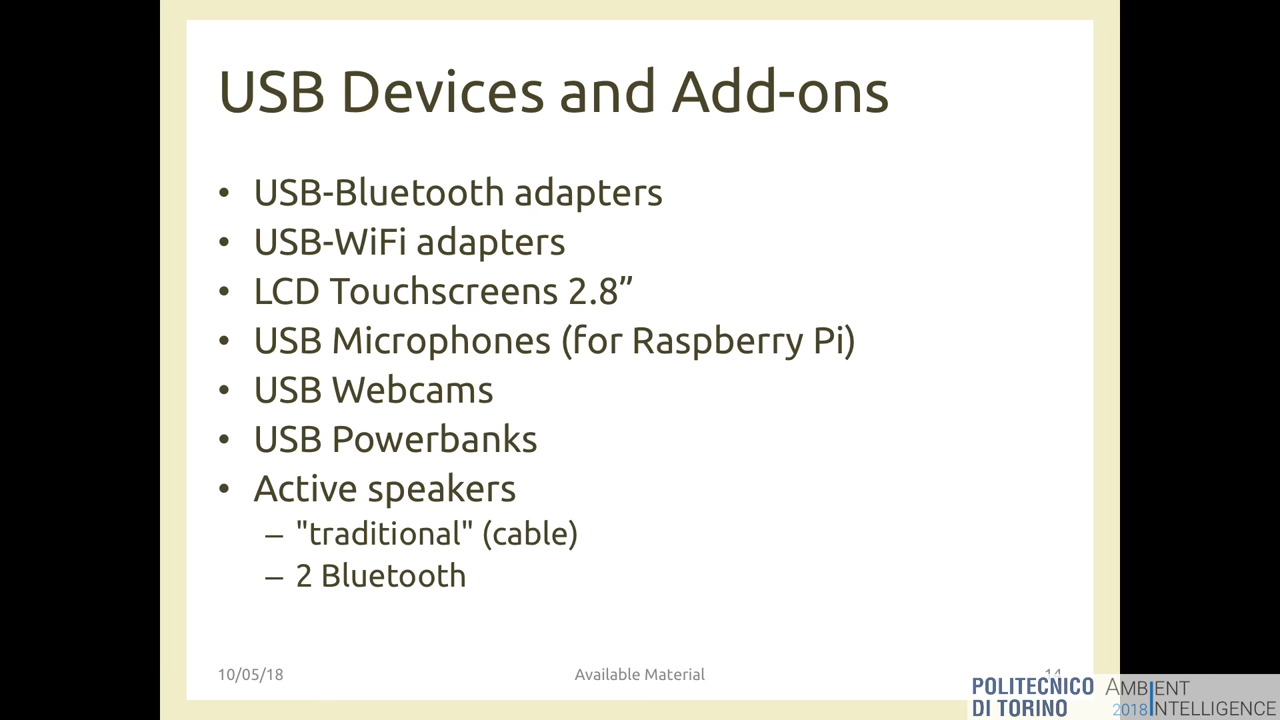 USB Devices and Add-ons
• USB-Bluetooth adapters
• USB-WiFi adapters
• LCD Touchscreens 2.8”
• USB Microphones (for Raspberry Pi)
• USB Webcams
• USB Powerbanks
• Active speakers
– "traditional" (cable)
– 2 Bluetooth
10/05/18
Available Material
14
POLITECNICO
DI TORINO
AMBIENT
2018 INTELLIGENCE